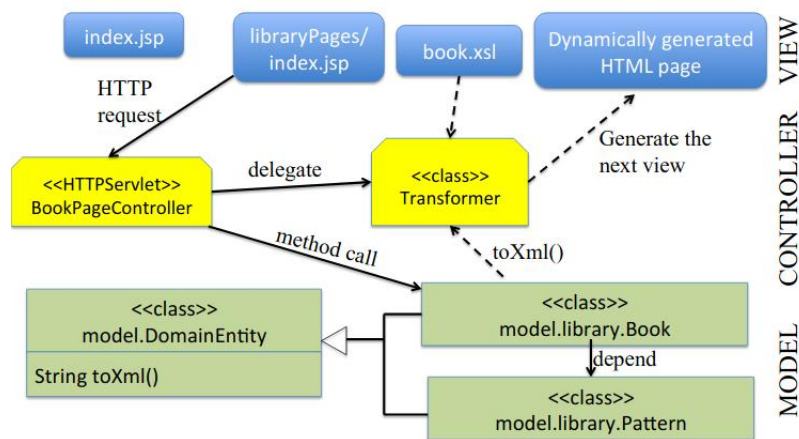 index.jsp
libraryPages/
index.jsp
book.xsl
Dynamically generated
HTML page
VIEW
HTTP
request
Generate the
next view
<<HTTPServlet>>
BookPageController
delegate
<<class>>
Transformer
CONTROLLER
method call
toXml()
<<class>>
model.DomainEntity
String toXml()
<<class>>
model.library.Book
depend
<<class>>
model.library.Pattern
MODEL